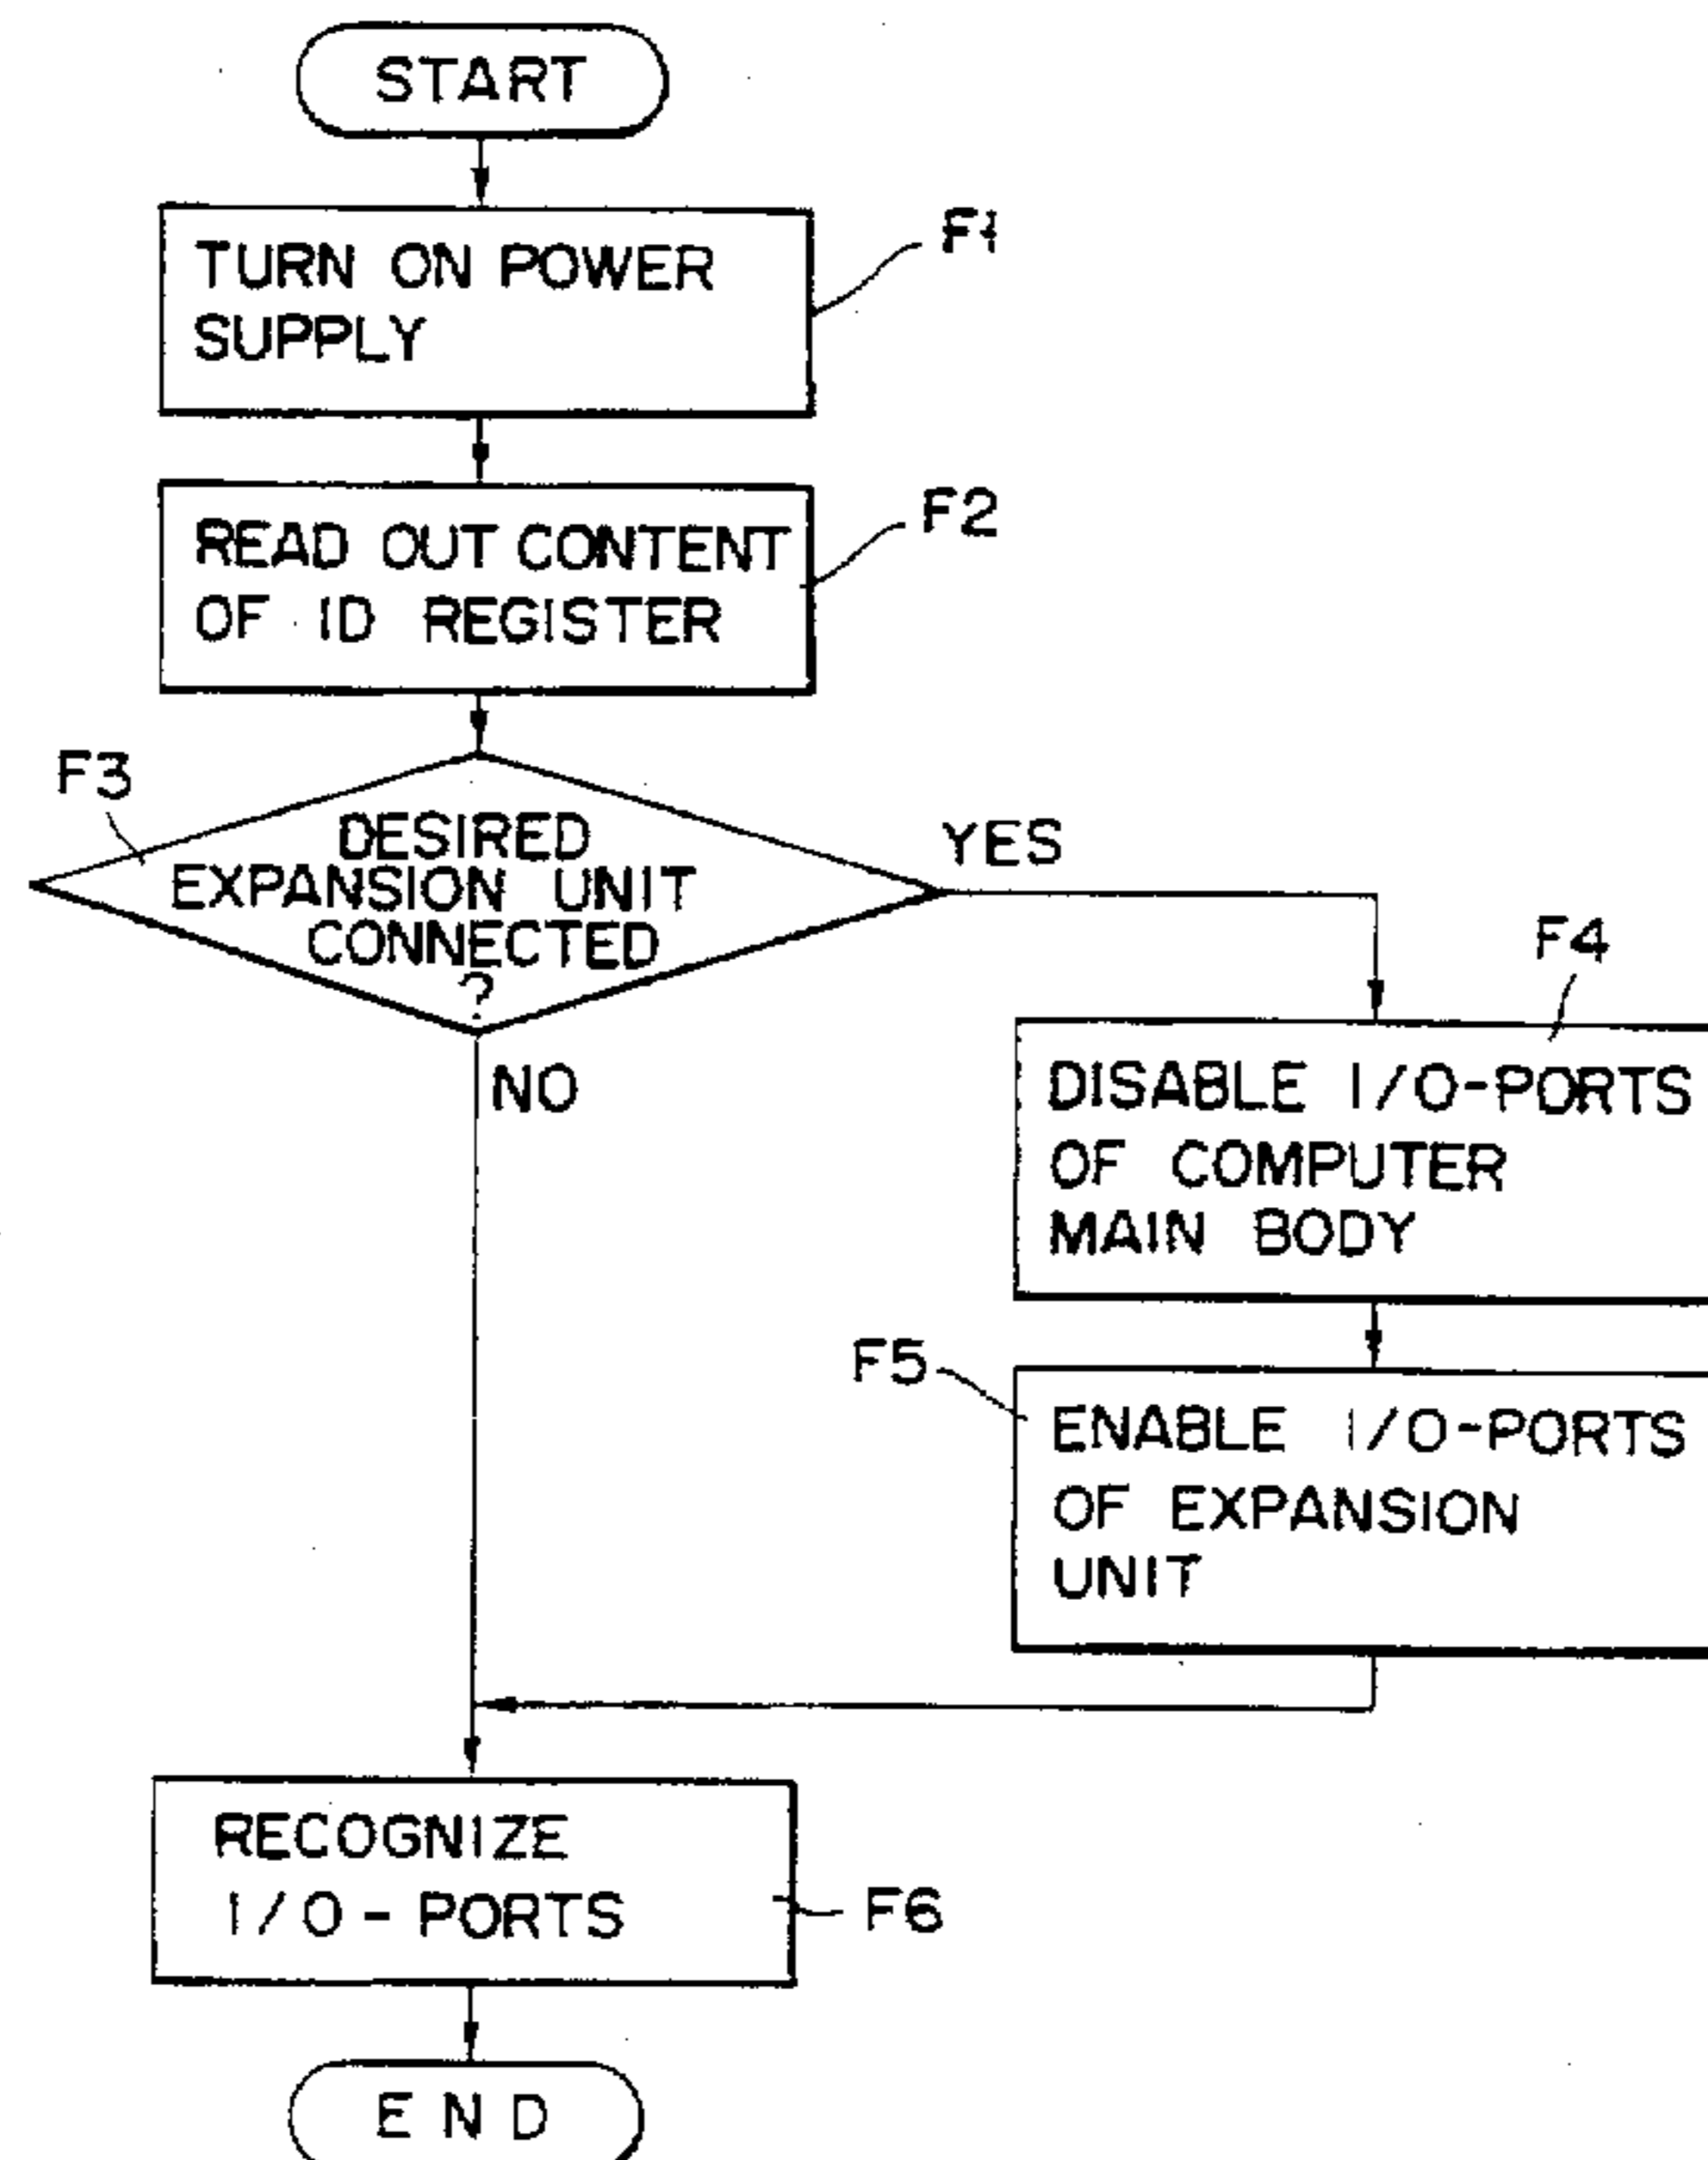 START
TURN ON POWER
SUPPLY
F1
READ OUT CONTENT
OF ID REGISTER
F2
F3
DESIRED
EXPANSION UNIT
CONNECTED
?
YES
NO
F4
DISABLE I/O-PORTS
OF COMPUTER
MAIN BODY
F5
ENABLE I/O-PORTS
OF EXPANSION
UNIT
RECOGNIZE
I/O-PORTS
F6
END